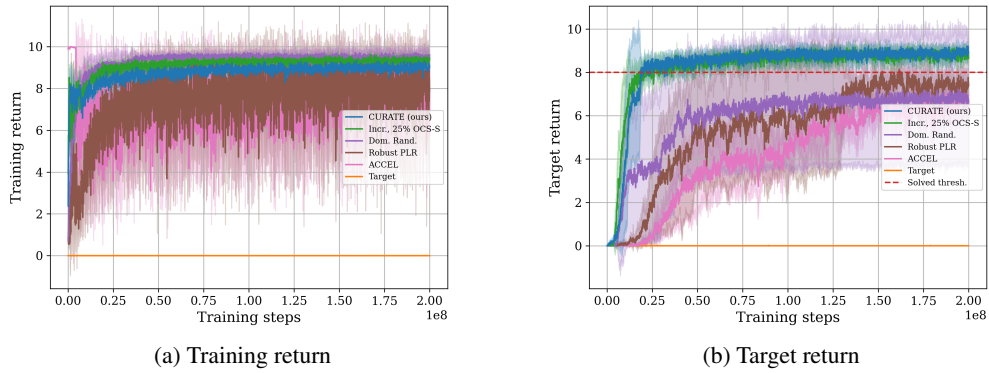 Training return
10
8
6
4
2
0
CURATE (ours)
Incr., 25% OCS-S
Dom. Rand.
Robust PLR
ACCEL
Target
0.00 0.25 0.50 0.75 1.00 1.25 1.50 1.75 2.00
1e8
Training steps
(a) Training return
Target return
10
8
6
4
2
0
CURATE (ours)
Incr., 25% OCS-S
Dom. Rand.
Robust PLR
ACCEL
Target
Solved thresh.
0.00 0.25 0.50 0.75 1.00 1.25 1.50 1.75 2.00
1e8
Training steps
(b) Target return